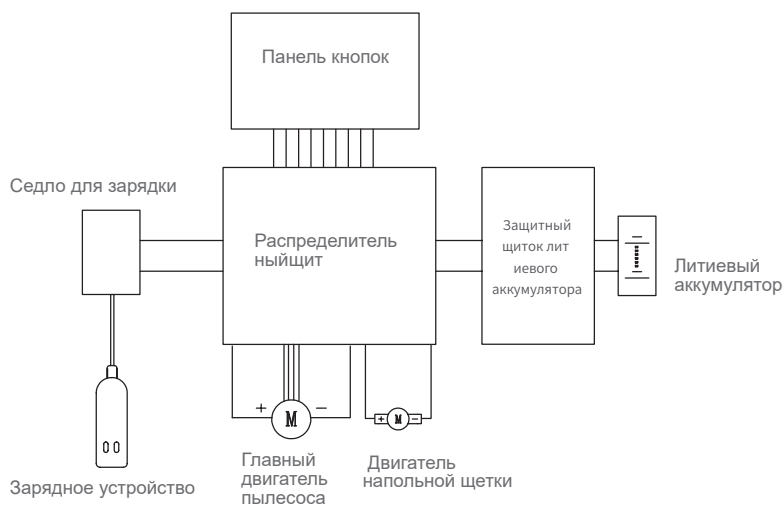 Панель кнопок
Седло для зарядки
Распределитель
ныйщит
Защитный
щиток лит
иевого
аккумулятора
Литиевый
аккумулятор
+ M −
+ M −
Главный
двигатель
пылесоса
Двигатель
напольной щетки
Зарядное устройство